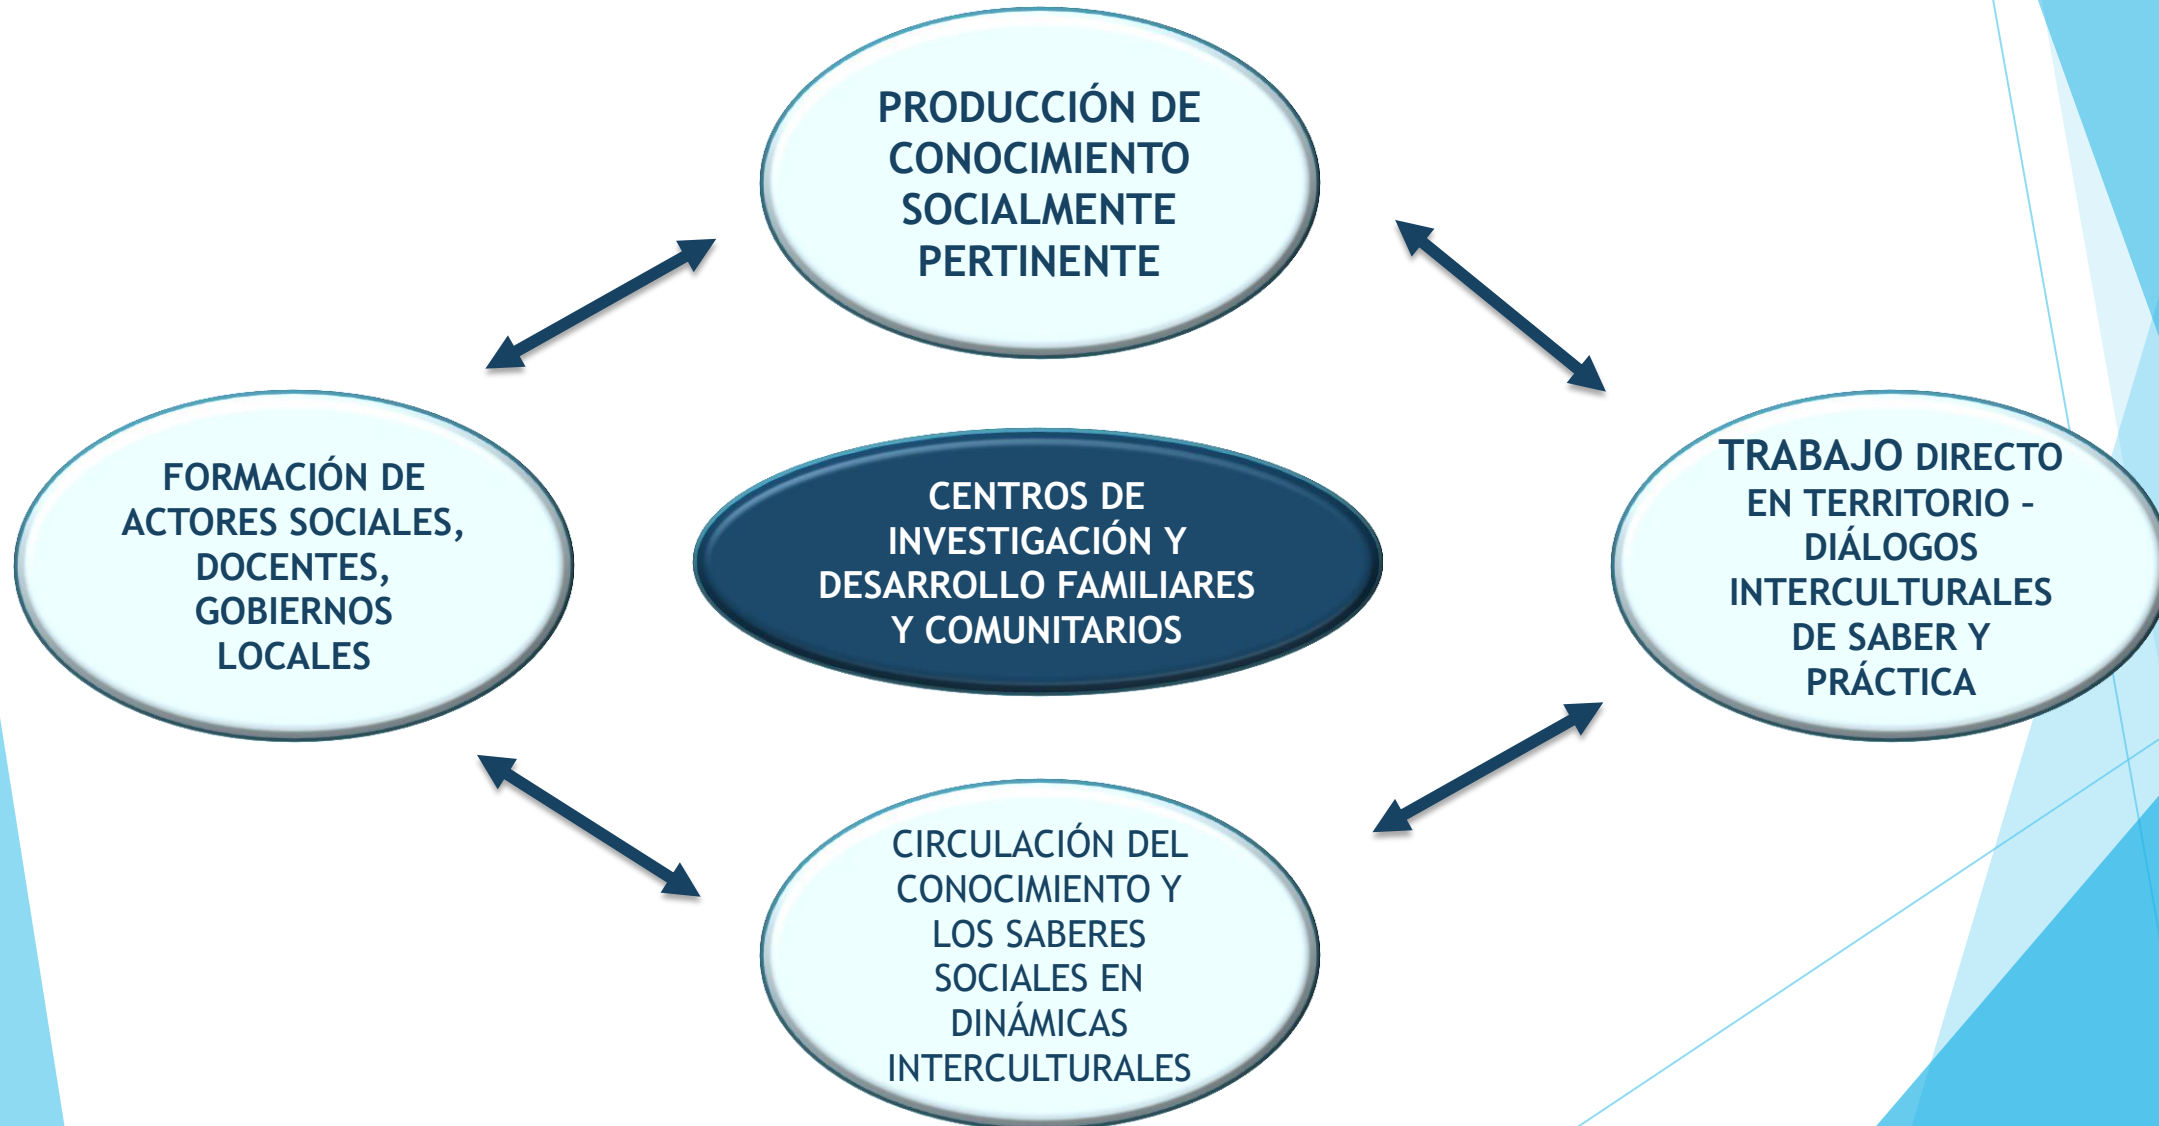 PRODUCCIÓN DE
CONOCIMIENTO
SOCIALMENTE
PERTINENTE
FORMACIÓN DE
ACTORES SOCIALES,
DOCENTES,
GOBIERNOS
LOCALES
CENTROS DE
INVESTIGACIÓN Y
DESARROLLO FAMILIARES
Y COMUNITARIOS
TRABAJO DIRECTO
EN TERRITORIO –
DIÁLOGOS
INTERCULTURALES
DE SABER Y
PRÁCTICA
CIRCULACIÓN DEL
CONOCIMIENTO Y
LOS SABERES
SOCIALES EN
DINÁMICAS
INTERCULTURALES